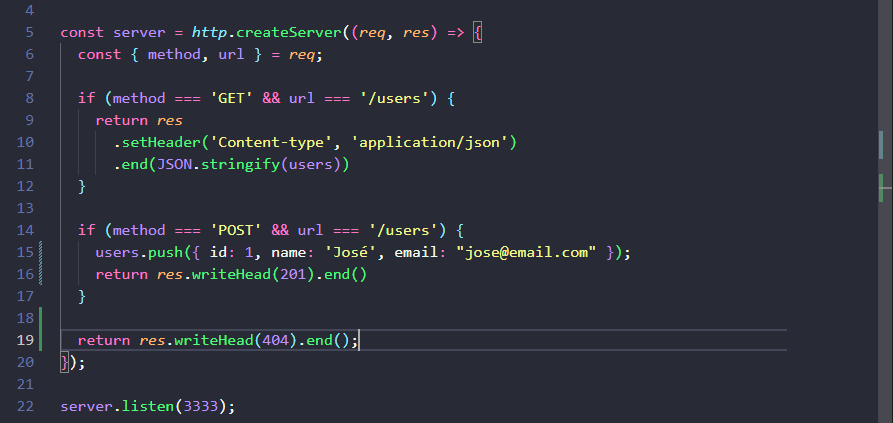 4
5 const server = http.createServer((req, res) => {
6 const { method, url } = req;
7
8 if (method === 'GET' && url === '/users') {
9 return res
10 .setHeader('Content-type', 'application/json')
11 .end(JSON.stringify(users))
12 }
13
14 if (method === 'POST' && url === '/users') {
15 users.push({ id: 1, name: 'José', email: "jose@email.com" });
16 return res.writeHead(201).end()
17 }
18
19 return res.writeHead(404).end();
20 });
21
22 server.listen(3333);